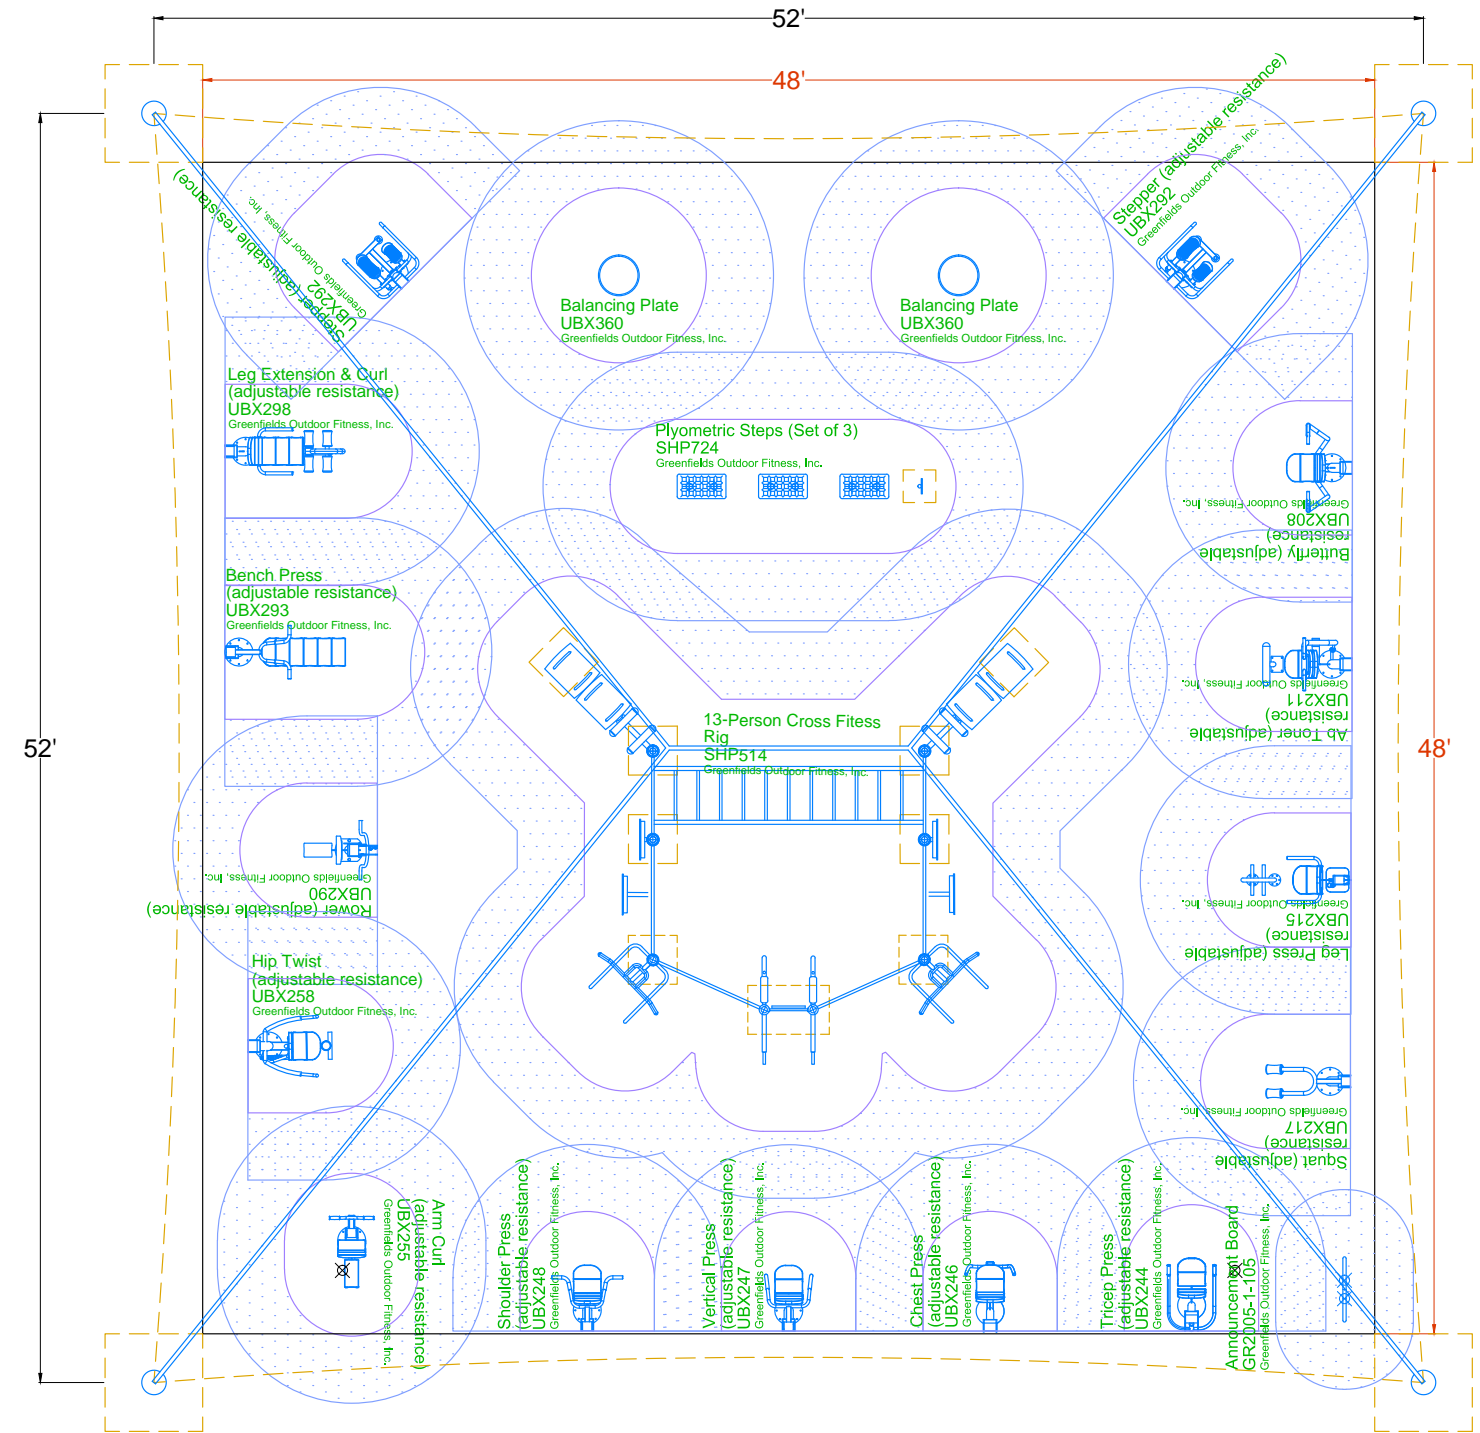 52'
48'
Stepper (adjustable resistance)
UBX292
Greenfields Outdoor Fitness, Inc.
Stepper (adjustable resistance)
UBX292
Greenfields Outdoor Fitness, Inc.
Balancing Plate
UBX360
Greenfields Outdoor Fitness, Inc.
Balancing Plate
UBX360
Greenfields Outdoor Fitness, Inc.
Leg Extension & Curl
(adjustable resistance)
UBX298
Greenfields Outdoor Fitness, Inc.
Plyometric Steps (Set of 3)
SHP724
Greenfields Outdoor Fitness, Inc.
Butterfly (adjustable
resistance)
UBX208
Greenfields Outdoor Fitness, Inc.
Bench Press
(adjustable resistance)
UBX293
Greenfields Outdoor Fitness, Inc.
Ab Toner (adjustable
resistance)
UBX211
Greenfields Outdoor Fitness, Inc.
13-Person Cross Fitess
Rig
SHP514
Greenfields Outdoor Fitness, Inc.
52'
48'
Rower (adjustable resistance)
UBX290
Greenfields Outdoor Fitness, Inc.
Leg Press (adjustable
resistance)
UBX215
Greenfields Outdoor Fitness, Inc.
Hip Twist
(adjustable resistance)
UBX258
Greenfields Outdoor Fitness, Inc.
Squat (adjustable
resistance)
UBX217
Greenfields Outdoor Fitness, Inc.
Arm Curl
(adjustable resistance)
UBX255
Greenfields Outdoor Fitness, Inc.
Shoulder Press
(adjustable resistance)
UBX248
Greenfields Outdoor Fitness, Inc.
Vertical Press
(adjustable resistance)
UBX247
Greenfields Outdoor Fitness, Inc.
Chest Press
(adjustable resistance)
UBX246
Greenfields Outdoor Fitness, Inc.
Tricep Press
(adjustable resistance)
UBX244
Greenfields Outdoor Fitness, Inc.
Announcement Board
GR2005-1-105
Greenfields Outdoor Fitness, Inc.